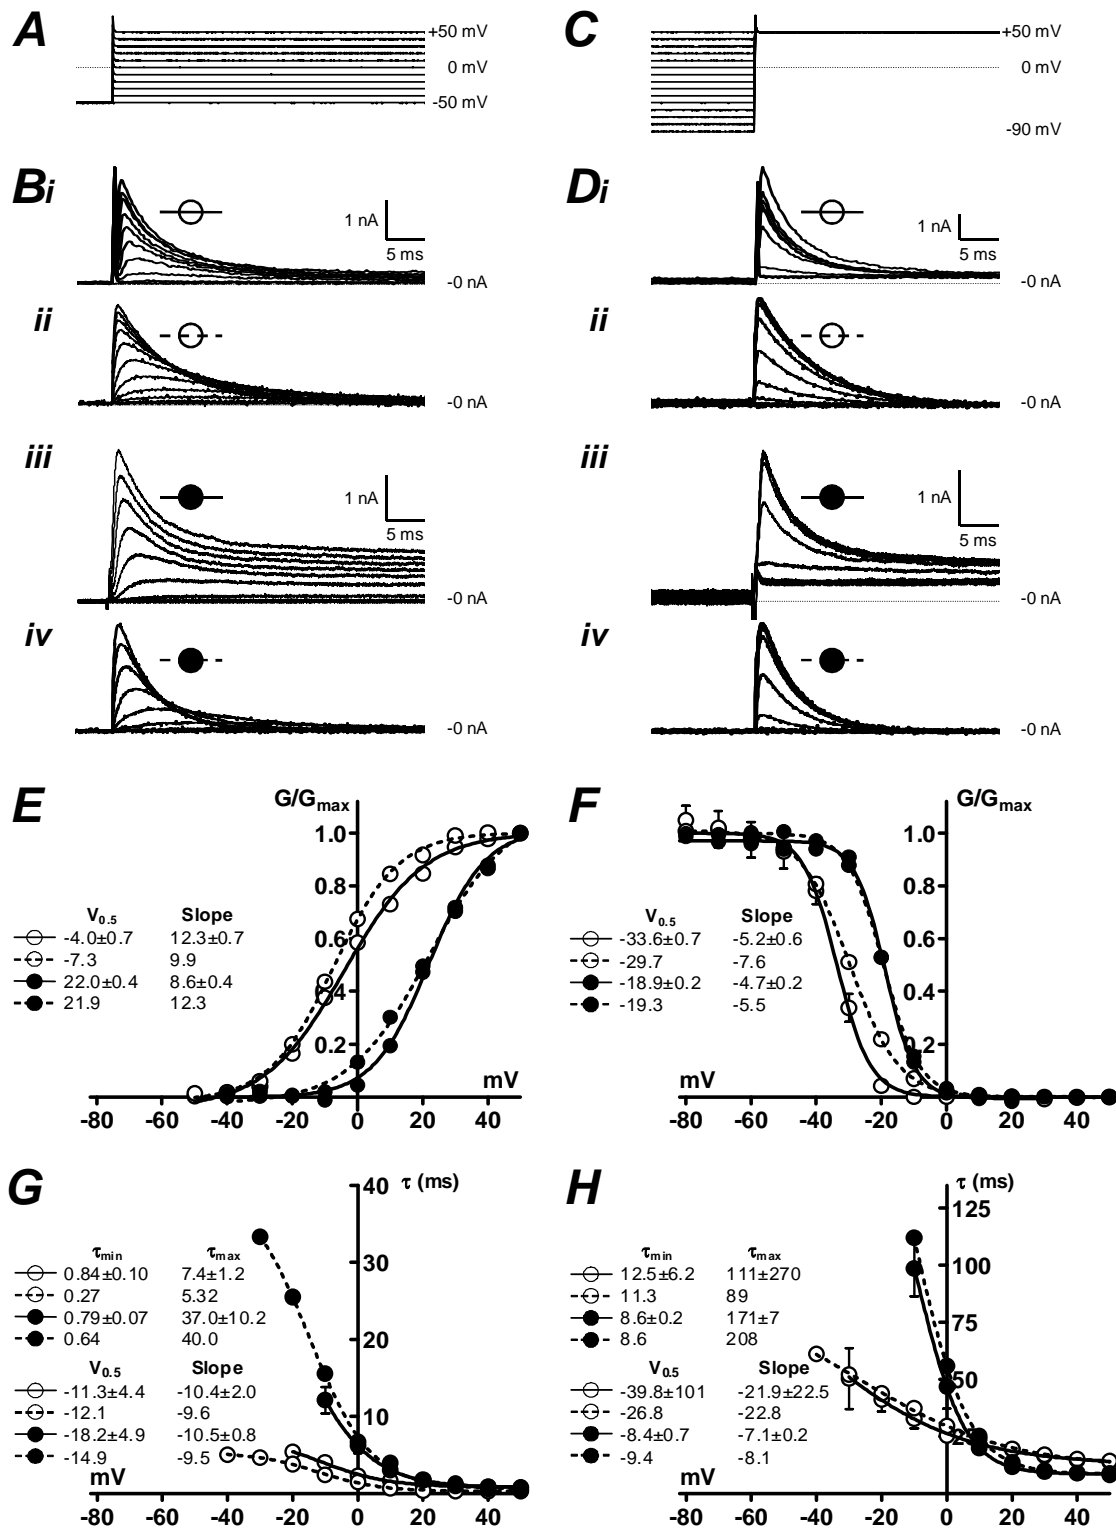 A
+50 mV
0 mV
-50 mV
C
+50 mV
0 mV
-90 mV
Bi
1 nA
5 ms
-0 nA
Di
1 nA
5 ms
-0 nA
ii
-0 nA
ii
-0 nA
iii
1 nA
5 ms
-0 nA
iii
1 nA
5 ms
-0 nA
iv
-0 nA
iv
-0 nA
E
G/Gmax
1.0
0.8
0.6
0.4
0.2
V0.5 Slope
-4.0±0.7 12.3±0.7
-7.3 9.9
22.0±0.4 8.6±0.4
21.9 12.3
mV
-80 -60 -40 -20 0 20 40
F
G/Gmax
1.0
0.8
0.6
0.4
0.2
V0.5 Slope
-33.6±0.7 -5.2±0.6
-29.7 -7.6
-18.9±0.2 -4.7±0.2
-19.3 -5.5
mV
-80 -60 -40 -20 0 20 40
G
40 τ (ms)
30
20
10
τmin τmax
0.84±0.10 7.4±1.2
0.27 5.32
0.79±0.07 37.0±10.2
0.64 40.0
V0.5 Slope
-11.3±4.4 -10.4±2.0
-12.1 -9.6
-18.2±4.9 -10.5±0.8
-14.9 -9.5
mV
-80 -60 -40 -20 0 20 40
H
τ (ms)
125
100
75
50
τmin τmax
12.5±6.2 111±270
11.3 89
8.6±0.2 171±7
8.6 208
V0.5 Slope
-39.8±101 -21.9±22.5
-26.8 -22.8
-8.4±0.7 -7.1±0.2
-9.4 -8.1
mV
-80 -60 -40 -20 0 20 40